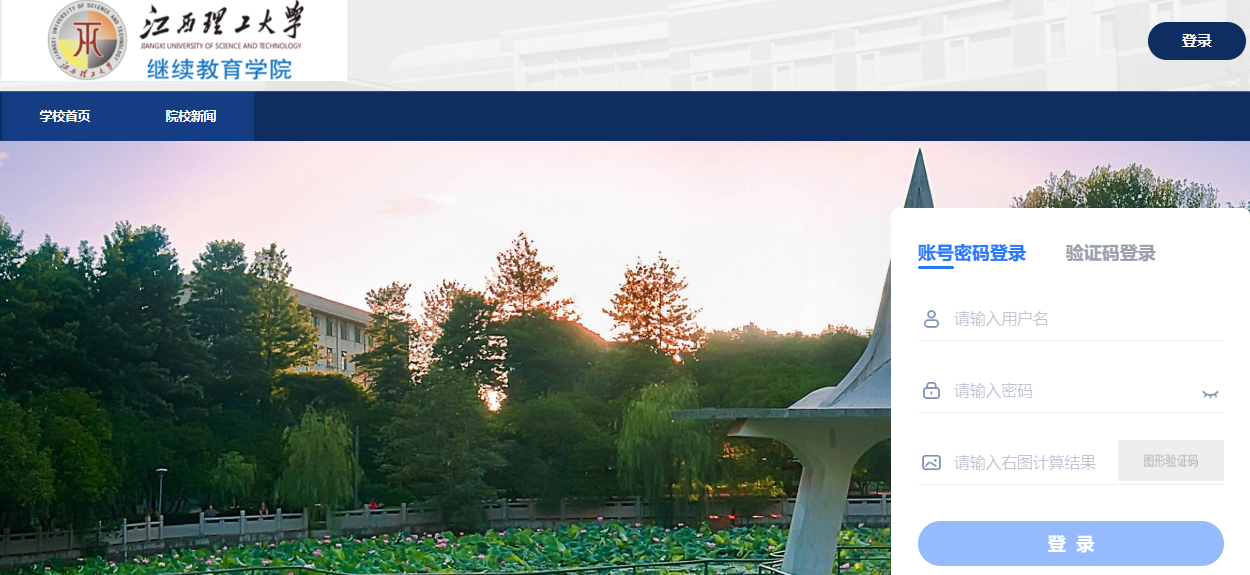 江西理工大学
JIANGXI UNIVERSITY OF SCIENCE AND TECHNOLOGY
继续教育学院
登录
学校首页
院校新闻
账号密码登录
验证码登录
请输入用户名
请输入密码
请输入右图计算结果
图形验证码
登 录